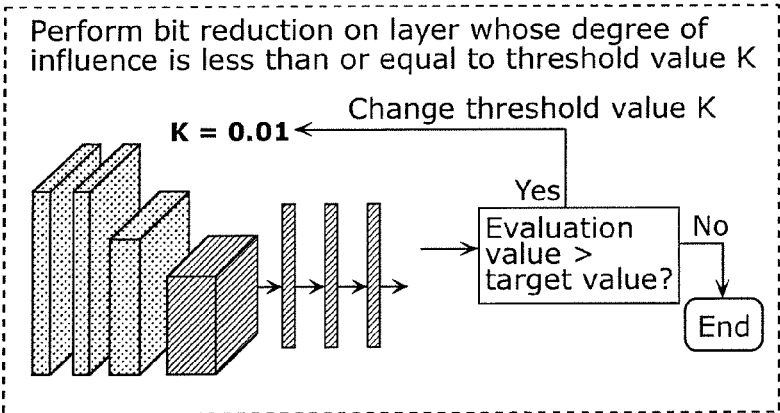 Perform bit reduction on layer whose degree of
influence is less than or equal to threshold value K
Change threshold value K
K = 0.01
Yes
Evaluation
value >
target value?
No
End